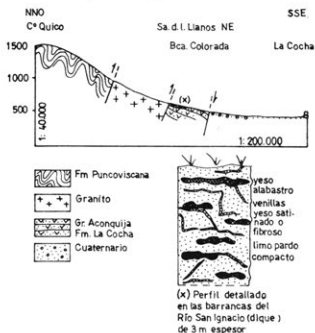 NNO
SSE
Cº Quico
Sa.d.l. Llanos NE
Bca. Colorada
La Cocha
1500
1000
500
(x)
1: 40.000
1: 200.000
Fm Puncoviscana
Granito
Gr. Aconquija
Fm. La Cocha
Cuaternario
yeso
alabastro
venillas
yeso sati-
nado o
fibroso
limo pardo
compacto
(x) Perfil detallado
en las barrancas del
Río San Ignacio (dique)
de 3 m espesor